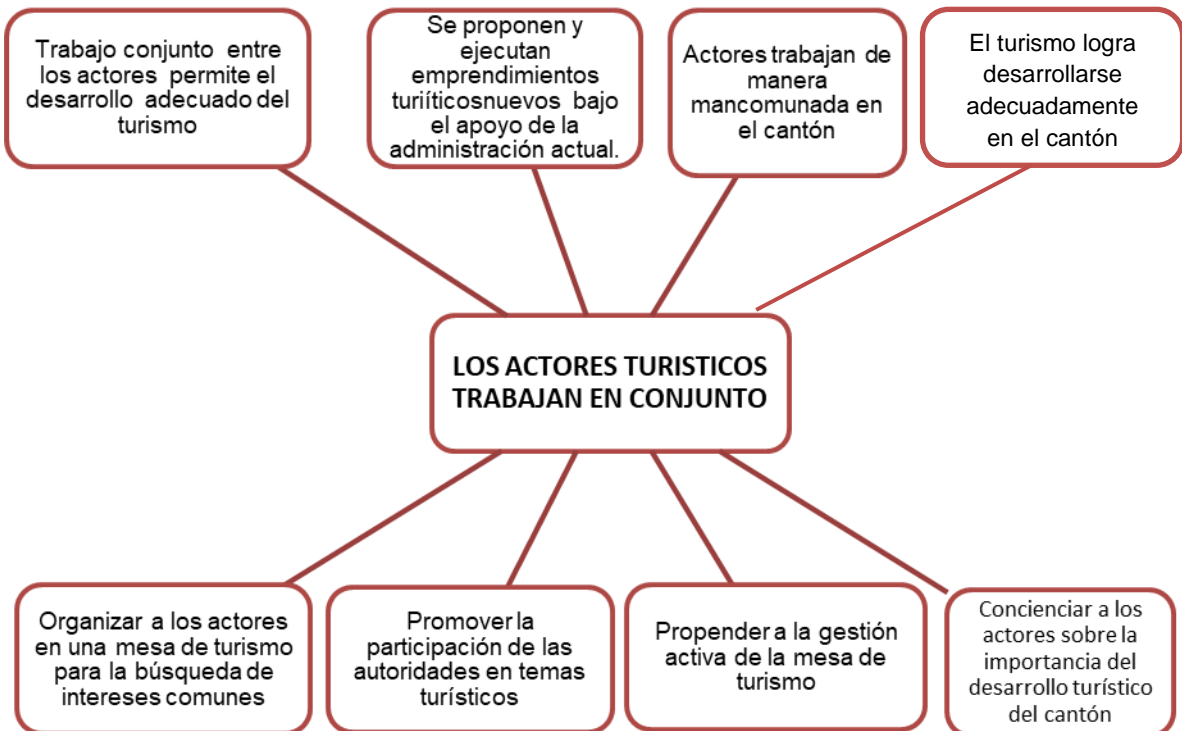 Trabajo conjunto entre
los actores permite el
desarrollo adecuado del
turismo
Se proponen y
ejecutan
emprendimientos
turiíticosnuevos bajo
el apoyo de la
administración actual.
Actores trabajan de
manera
mancomunada en
el cantón
El turismo logra
desarrollarse
adecuadamente
en el cantón
LOS ACTORES TURISTICOS
TRABAJAN EN CONJUNTO
Organizar a los actores
en una mesa de turismo
para la búsqueda de
intereses comunes
Promover la
participación de las
autoridades en temas
turísticos
Propender a la gestión
activa de la mesa de
turismo
Concienciar a los
actores sobre la
importancia del
desarrollo turístico
del cantón